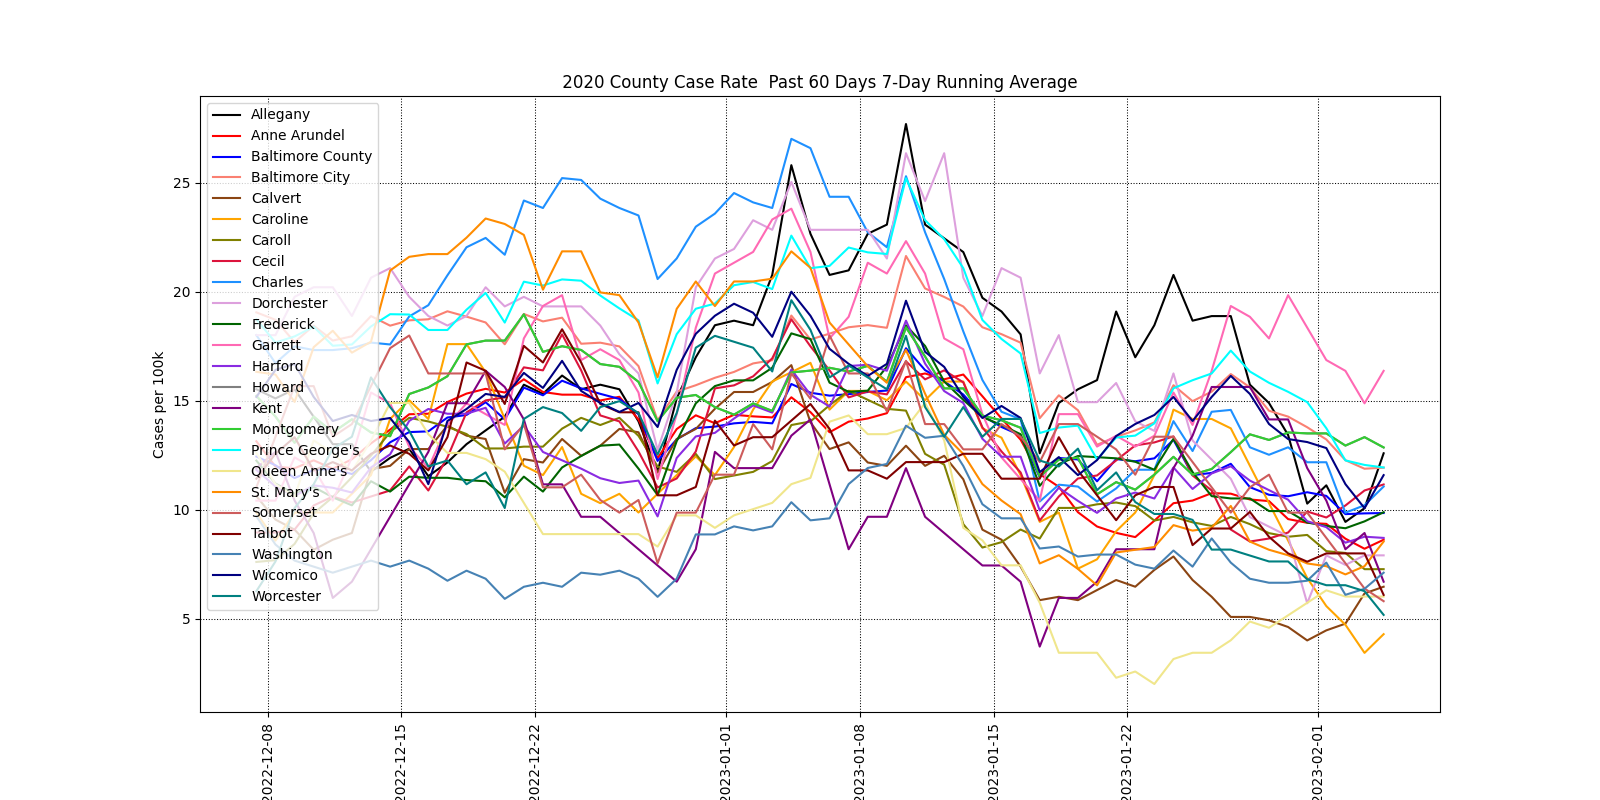 2020 County Case Rate  Past 60 Days 7-Day Running Average
Cases per 100k
25
20
15
10
5
Allegany
Anne Arundel
Baltimore County
Baltimore City
Calvert
Caroline
Caroll
Cecil
Charles
Dorchester
Frederick
Garrett
Harford
Howard
Kent
Montgomery
Prince George's
Queen Anne's
St. Mary's
Somerset
Talbot
Washington
Wicomico
Worcester
2022-12-08
2022-12-15
2022-12-22
2023-01-01
2023-01-08
2023-01-15
2023-01-22
2023-02-01